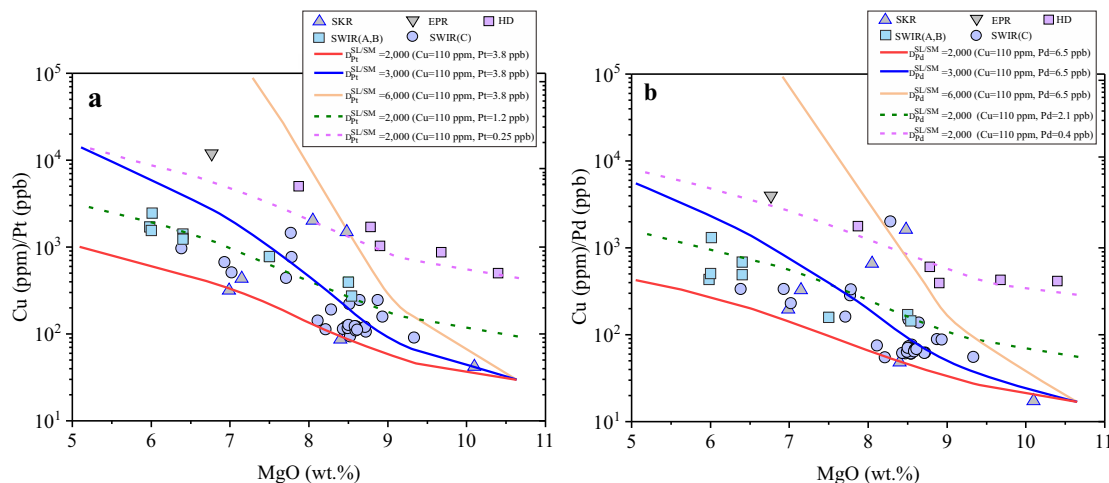 SKR EPR HD
SWIR(A,B) SWIR(C)
D_Pt^SL/SM =2,000 (Cu=110 ppm, Pt=3.8 ppb)
D_Pt^SL/SM =3,000 (Cu=110 ppm, Pt=3.8 ppb)
D_Pt^SL/SM =6,000 (Cu=110 ppm, Pt=3.8 ppb)
D_Pt^SL/SM =2,000 (Cu=110 ppm, Pt=1.2 ppb)
D_Pt^SL/SM =2,000 (Cu=110 ppm, Pt=0.25 ppb)
a
10^5
10^4
10^3
10^2
10^1
Cu (ppm)/Pt (ppb)
5 6 7 8 9 10 11
MgO (wt.%)
SKR EPR HD
SWIR(A,B) SWIR(C)
D_Pd^SL/SM =2,000 (Cu=110 ppm, Pd=6.5 ppb)
D_Pd^SL/SM =3,000 (Cu=110 ppm, Pd=6.5 ppb)
D_Pd^SL/SM =6,000 (Cu=110 ppm, Pd=6.5 ppb)
D_Pd^SL/SM =2,000 (Cu=110 ppm, Pd=2.1 ppb)
D_Pd^SL/SM =2,000 (Cu=110 ppm, Pd=0.4 ppb)
b
10^5
10^4
10^3
10^2
10^1
Cu (ppm)/Pd (ppb)
5 6 7 8 9 10 11
MgO (wt.%)